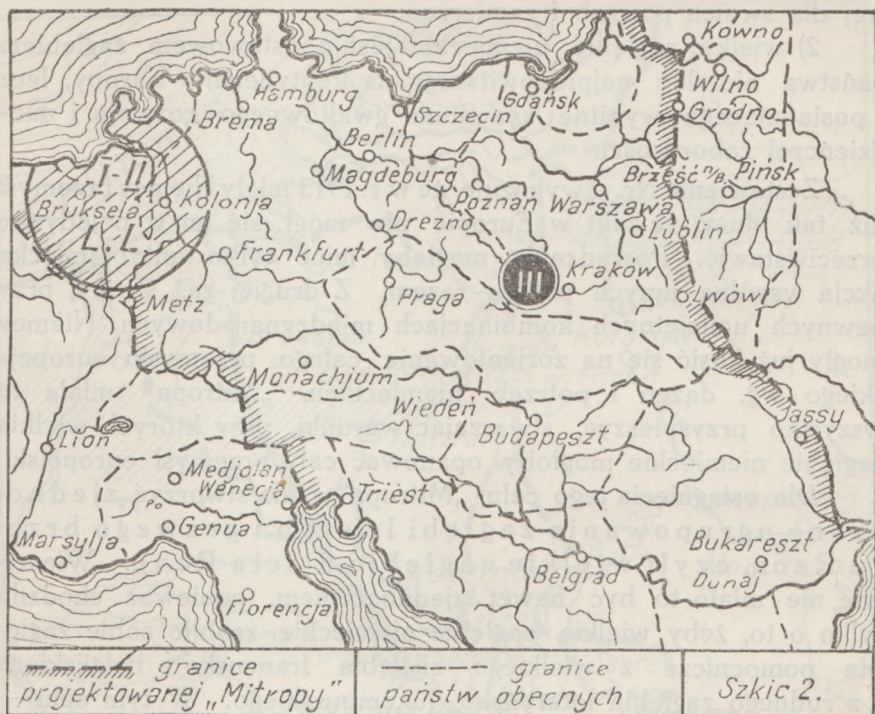 Kowno
Wilno
Grodno
Hamburg
Gdańsk
Szczecin
Brema
Berlin
Magdeburg
Brześć n/B.
Pińsk
I-II
Bruksela
L.L.
Kolonja
Poznań
Warszawa
Drezno
Lublin
Frankfurt
III
Kraków
Lwów
Praga
Metz
Monachjum
Wiedeń
Budapeszt
Jassy
Lion
Medjolan
Wenecja
Triest
Po
Genua
Marsylja
Bukareszt
Belgrad
Dunaj
Florencja
granice
projektowanej „Mitropy”
granice
państw obecnych
Szkic 2.